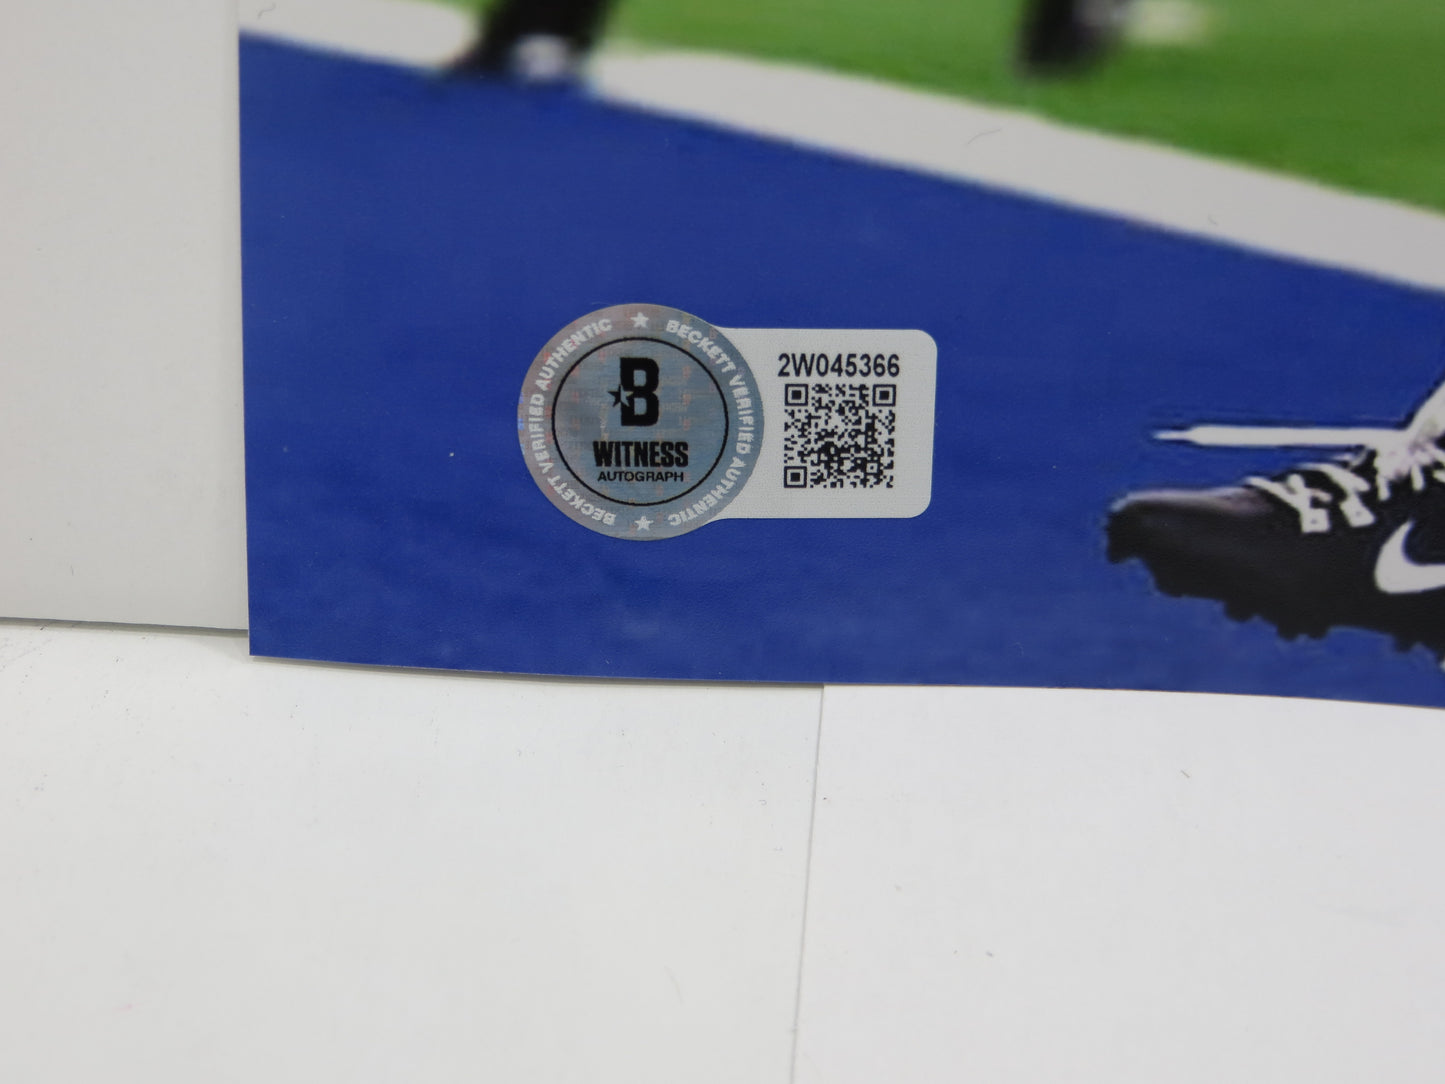 BECKETT VERIFIED AUTHENTIC ★ BECKETT VERIFIED AUTHENTIC ★
B
WITNESS
AUTOGRAPH
2W045366